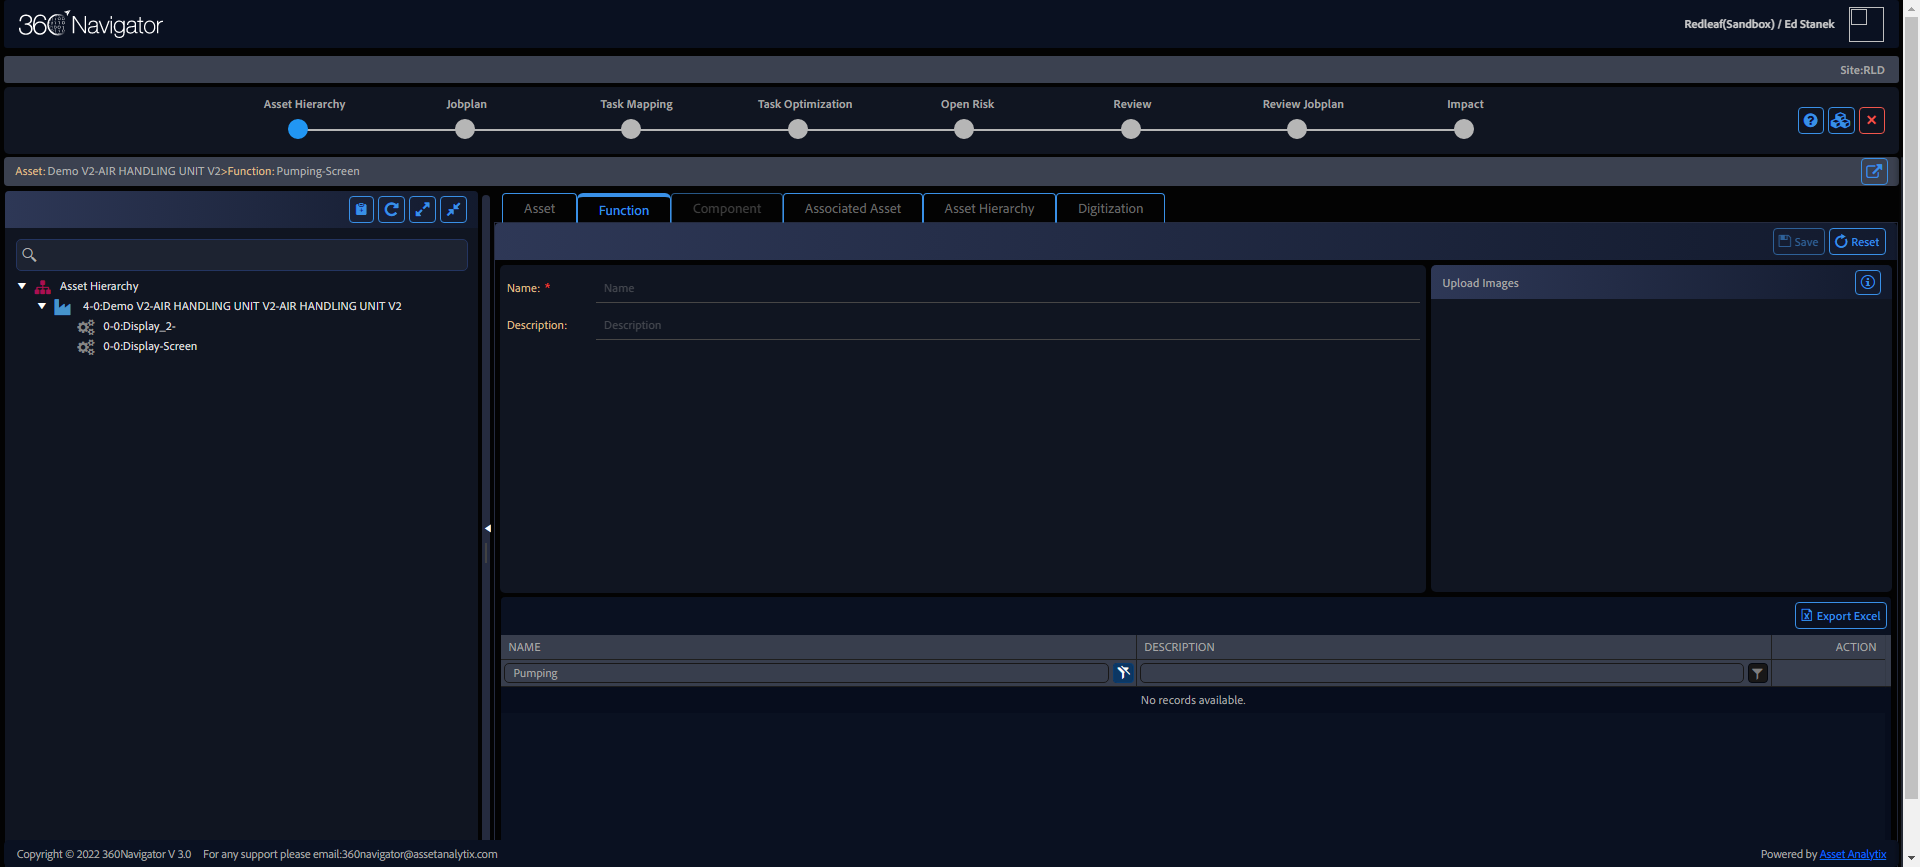 360 Navigator
Redleaf(Sandbox) / Ed Stanek
Site:RLD
Asset Hierarchy
Jobplan
Task Mapping
Task Optimization
Open Risk
Review
Review Jobplan
Impact
Asset: Demo V2-AIR HANDLING UNIT V2>Function: Pumping-Screen
Asset
Function
Component
Associated Asset
Asset Hierarchy
Digitization
Save
Reset
Asset Hierarchy
4-0:Demo V2-AIR HANDLING UNIT V2-AIR HANDLING UNIT V2
0-0:Display_2-
0-0:Display-Screen
Name: * Name
Description: Description
Upload Images
Export Excel
NAME
DESCRIPTION
ACTION
Pumping
No records available.
Copyright © 2022 360Navigator V 3.0 For any support please email:360navigator@assetanalytix.com
Powered by Asset Analytix